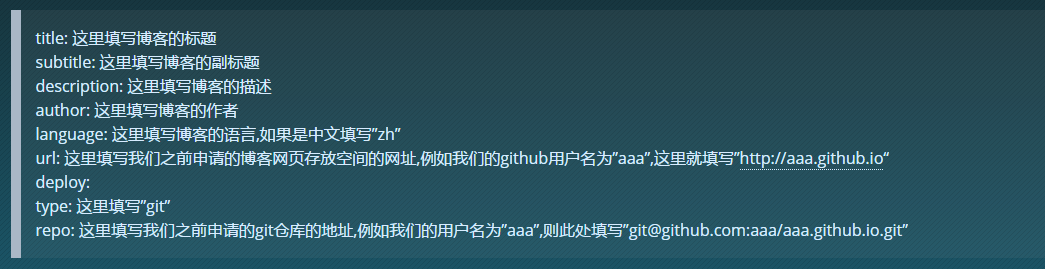 title: 这里填写博客的标题
subtitle: 这里填写博客的副标题
description: 这里填写博客的描述
author: 这里填写博客的作者
language: 这里填写博客的语言,如果是中文填写”zh”
url: 这里填写我们之前申请的博客网页存放空间的网址,例如我们的github用户名为”aaa”,这里就填写”http://aaa.github.io“
deploy:
type: 这里填写”git”
repo: 这里填写我们之前申请的git仓库的地址,例如我们的用户名为”aaa”,则此处填写”git@github.com:aaa/aaa.github.io.git”